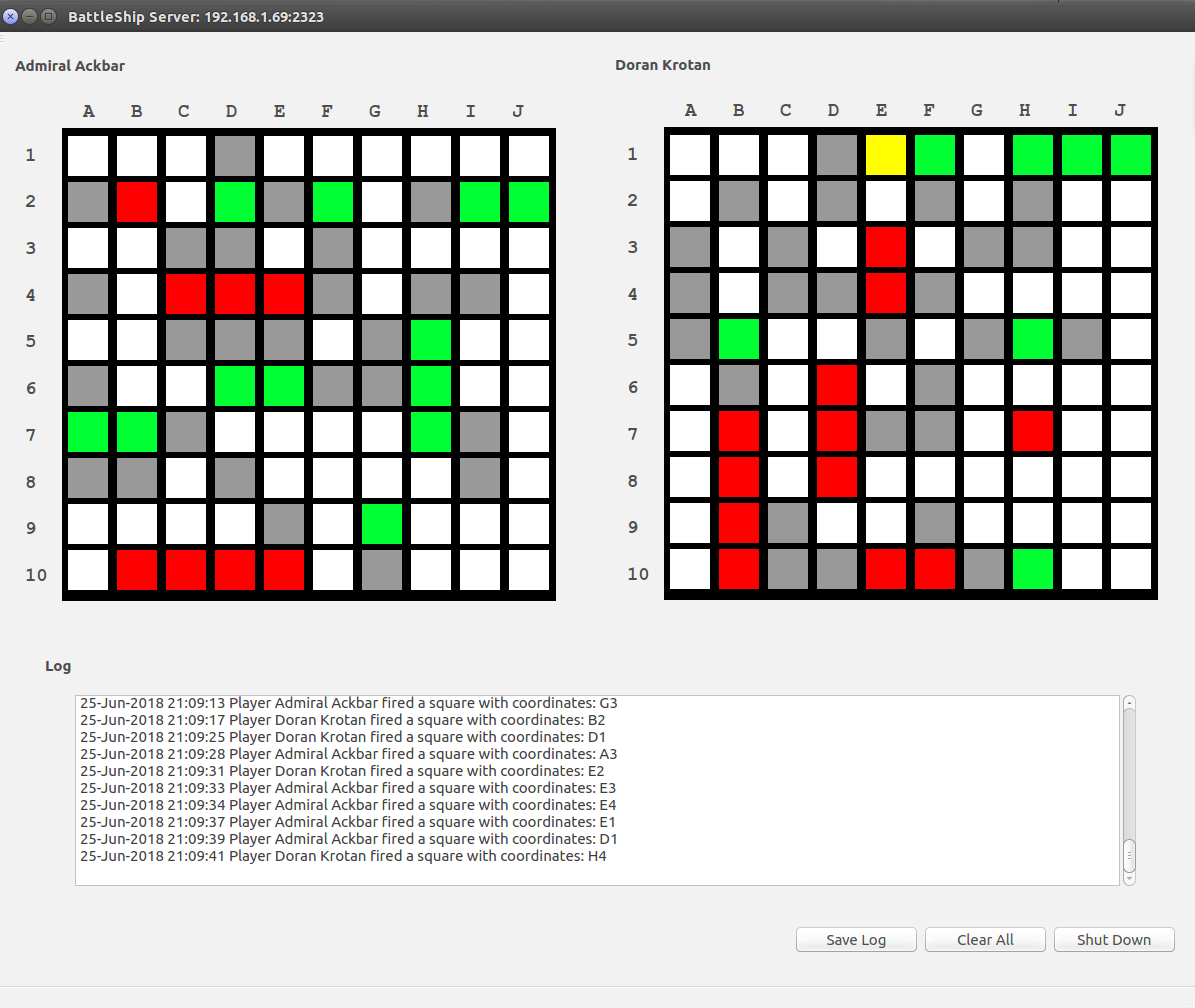 BattleShip Server: 192.168.1.69:2323
Admiral Ackbar
Doran Krotan
A B C D E F G H I J
A B C D E F G H I J
1
2
3
4
5
6
7
8
9
10
1
2
3
4
5
6
7
8
9
10
Log
25-Jun-2018 21:09:13 Player Admiral Ackbar fired a square with coordinates: G3
25-Jun-2018 21:09:17 Player Doran Krotan fired a square with coordinates: B2
25-Jun-2018 21:09:25 Player Doran Krotan fired a square with coordinates: D1
25-Jun-2018 21:09:28 Player Admiral Ackbar fired a square with coordinates: A3
25-Jun-2018 21:09:31 Player Doran Krotan fired a square with coordinates: E2
25-Jun-2018 21:09:33 Player Admiral Ackbar fired a square with coordinates: E3
25-Jun-2018 21:09:34 Player Admiral Ackbar fired a square with coordinates: E4
25-Jun-2018 21:09:37 Player Admiral Ackbar fired a square with coordinates: E1
25-Jun-2018 21:09:39 Player Admiral Ackbar fired a square with coordinates: D1
25-Jun-2018 21:09:41 Player Doran Krotan fired a square with coordinates: H4
Save Log
Clear All
Shut Down